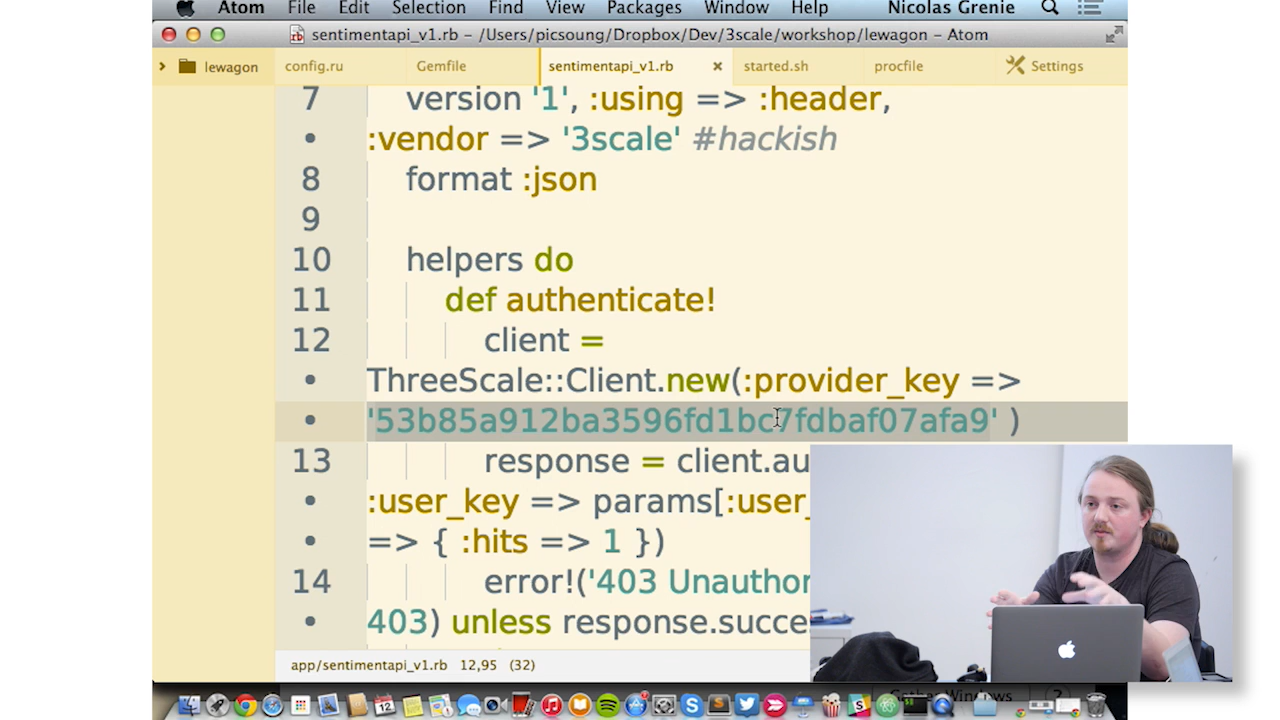 Atom File Edit Selection Find View Packages Window Help Nicolas Grenie
sentimentapi_v1.rb – /Users/picsoung/Dropbox/Dev/3scale/workshop/lewagon – Atom
lewagon config.ru Gemfile sentimentapi_v1.rb started.sh procfile Settings
7 version '1', :using => :header,
• :vendor => '3scale' #hackish
8 format :json
9
10 helpers do
11 def authenticate!
12 client =
• ThreeScale::Client.new(:provider_key =>
• '53b85a912ba3596fd1bc7fdbaf07afa9' )
13 response = client.au
• :user_key => params[:user_
• => { :hits => 1 })
14 error!('403 Unauthor
• 403) unless response.succe
app/sentimentapi_v1.rb 12,95 (32)
12